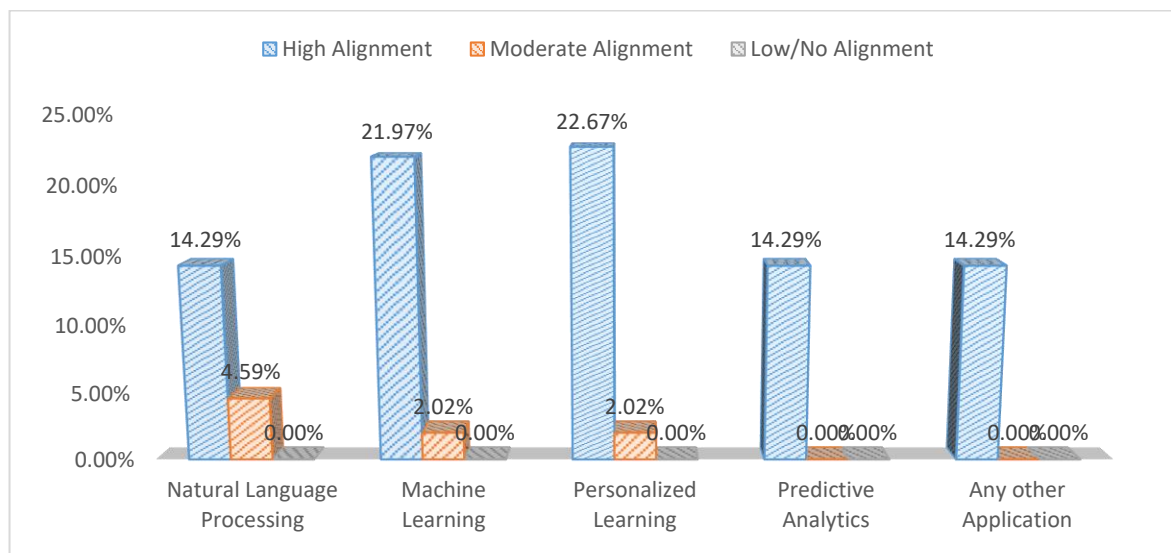 High Alignment Moderate Alignment Low/No Alignment
25.00%
20.00%
15.00%
10.00%
5.00%
0.00%
14.29%
4.59%
0.00%
21.97%
2.02%
0.00%
22.67%
2.02%
0.00%
14.29%
0.00%
0.00%
14.29%
0.00%
0.00%
Natural Language
Processing
Machine
Learning
Personalized
Learning
Predictive
Analytics
Any other
Application